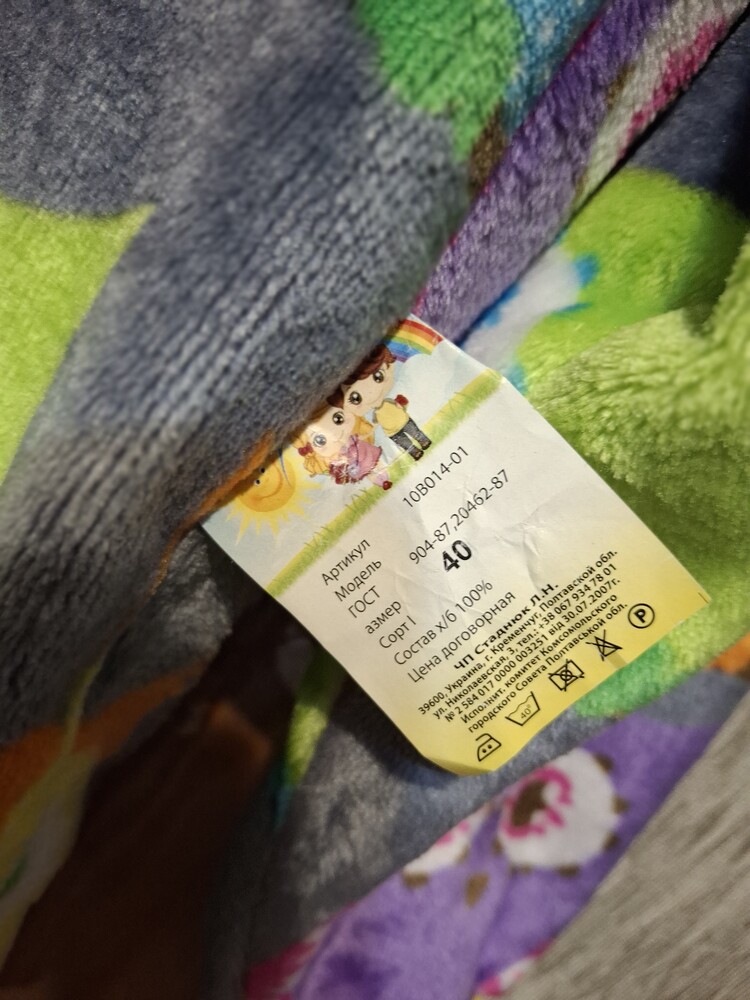 Артикул 10В014-01
Модель
ГОСТ 904-87,20462-87
азмер 40
Сорт I
Состав х/б 100%
Цена договорная
ЧП Стаднюк Л.Н.
39600, Украина, г. Кременчуг, Полтавской обл.
ул. Николаевская, 3, тел.: +38 067 934 78 01
№ 2 584 017 0000 003251 від 30.07.2007г.
Исполнит. комитет Комсомольского
городского Совета Полтавськой обл.
40°
P